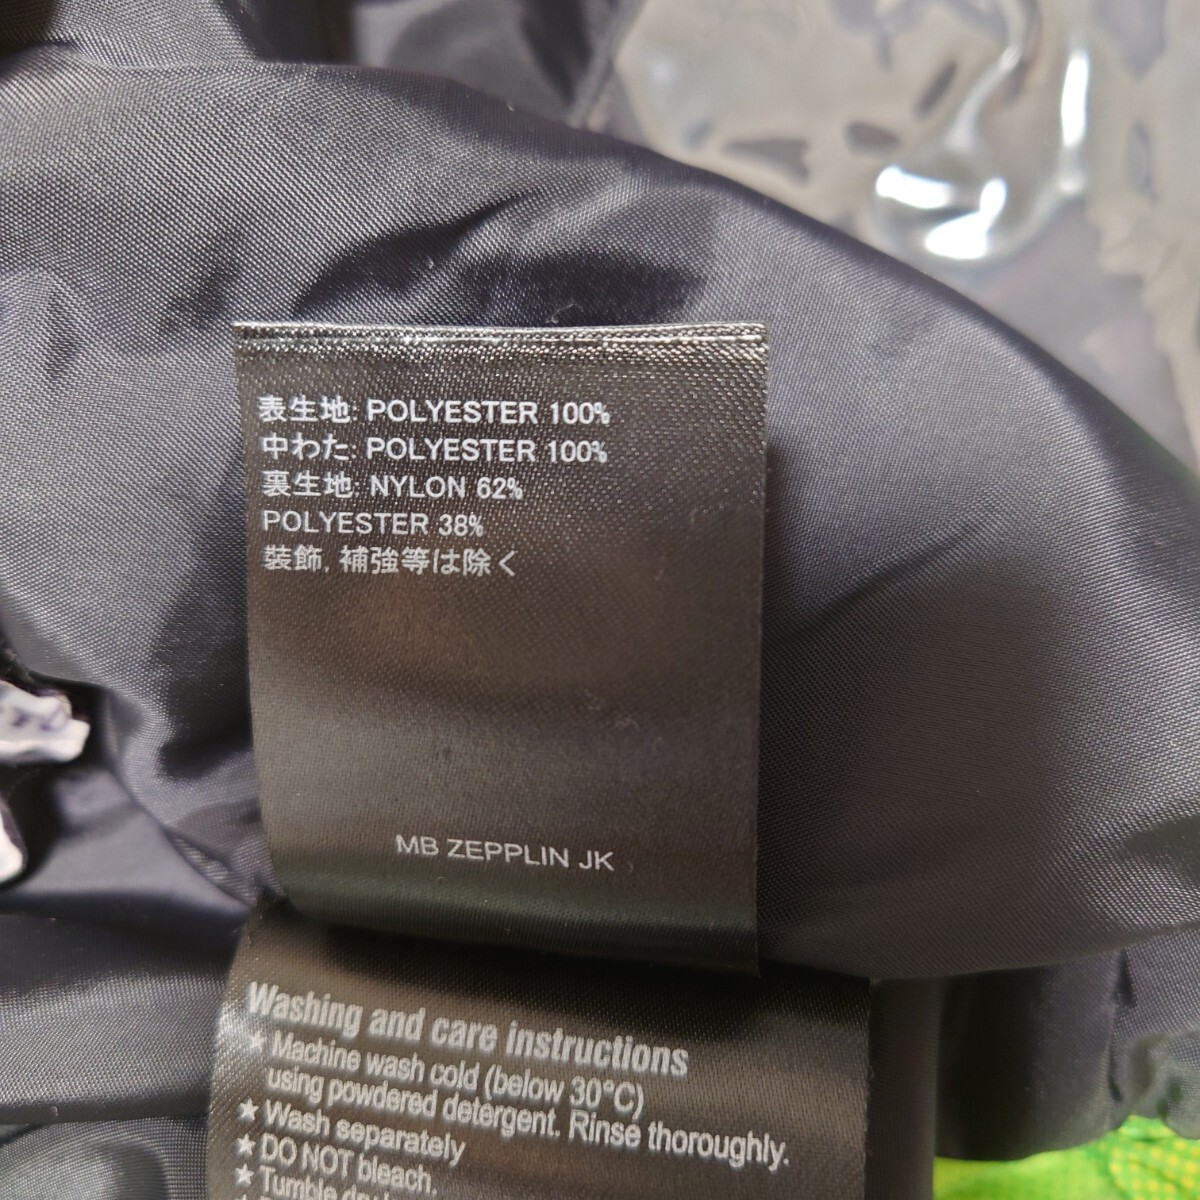 表生地: POLYESTER 100%
中わた: POLYESTER 100%
裏生地: NYLON 62%
POLYESTER 38%
装飾, 補強等は除く
MB ZEPPLIN JK
Washing and care instructions
★ Machine wash cold (below 30°C)
using powdered detergent. Rinse thoroughly.
★ Wash separately
★ DO NOT bleach.
★ Tumble dry